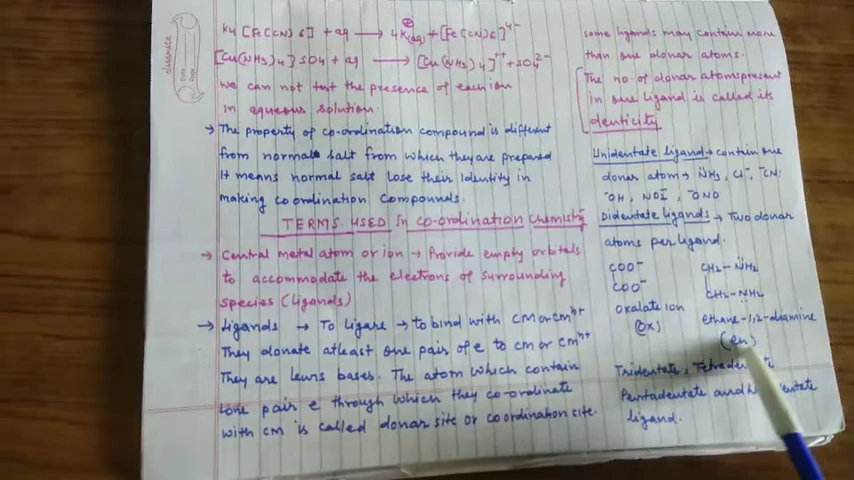 classmate
Date
Page
K4 [Fe(CN)6] + aq → 4K⊕(aq) + [Fe(CN)6]4-
[Cu(NH3)4]SO4 + aq → [Cu(NH3)4]++ + SO42-
we can not test the presence of each ion
in aqueous solution.
→ The property of co-ordination compound is different
from normal salt from which they are prepared
It means normal salt lose their identity in
making coordination compounds.
TERMS USED In CO-ORDINATION CHEMISTRY
→ Central metal atom or ion → Provide empty orbitals
to accommodate the electrons of surrounding
species (ligands)
→ ligands → To ligare → to bind with CM or CMn+
They donate atleast one pair of e to CM or CMn+
They are lewis bases. The atom which contain
lone pair e through which they co-ordinate
with CM is called donar site or coordination site.
some ligands may contain more
than one donar atoms.
The no. of donar atoms present
in one ligand is called its
denticity
Unidentate ligand → contain one
donar atom → NH3, Cl-, -CN:
-OH, NO2-, -ONO
Didentate ligands → Two donar
atoms per ligand.
COO-
COO-
Oxalate ion
(Ox)
CH2-NH2
CH2-NH2
ethane-1,2-diamine
(en)
Tridentate, Tetradentate
Pentadentate and
ligand.